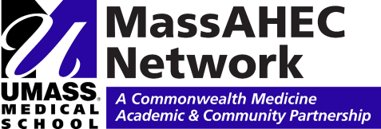 UMASS®
MEDICAL
SCHOOL
MassAHEC
Network
A Commonwealth Medicine
Academic & Community Partnership